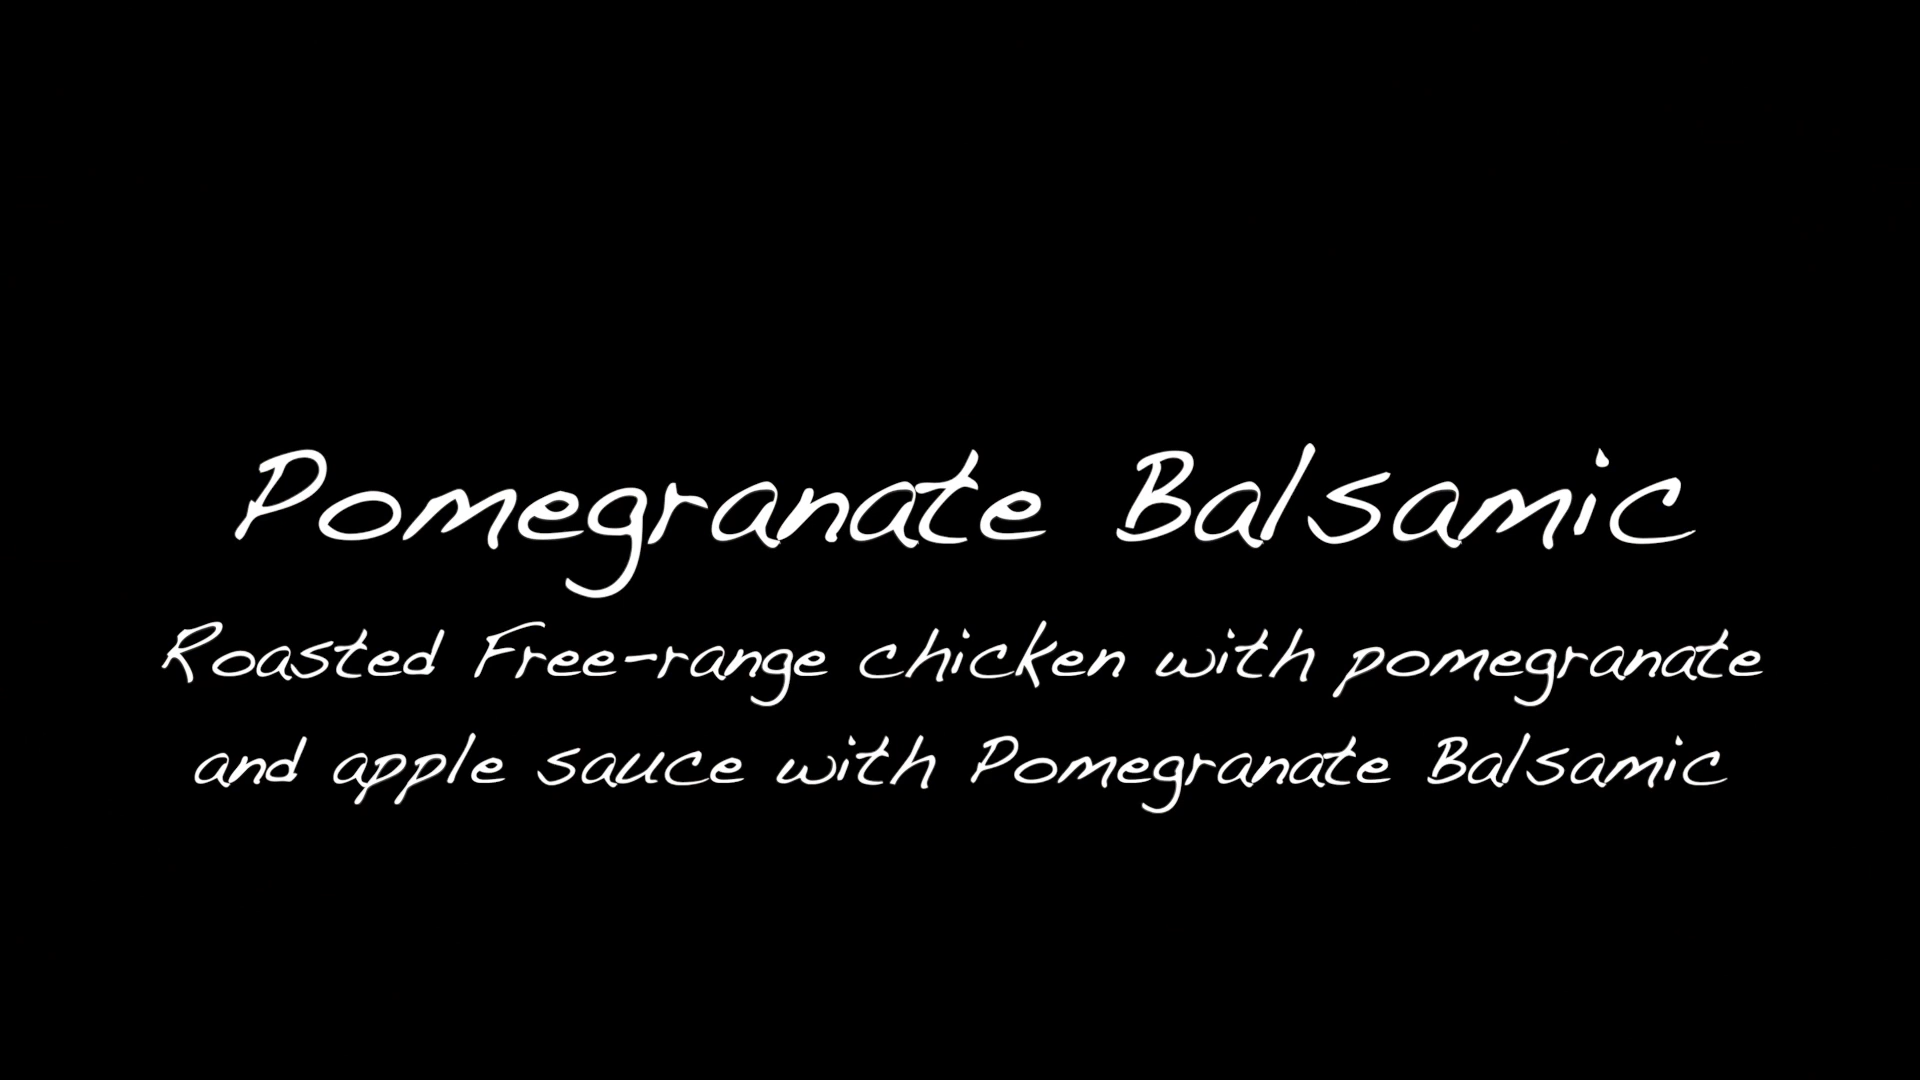 Pomegranate Balsamic
Roasted Free-range chicken with pomegranate
and apple sauce with Pomegranate Balsamic